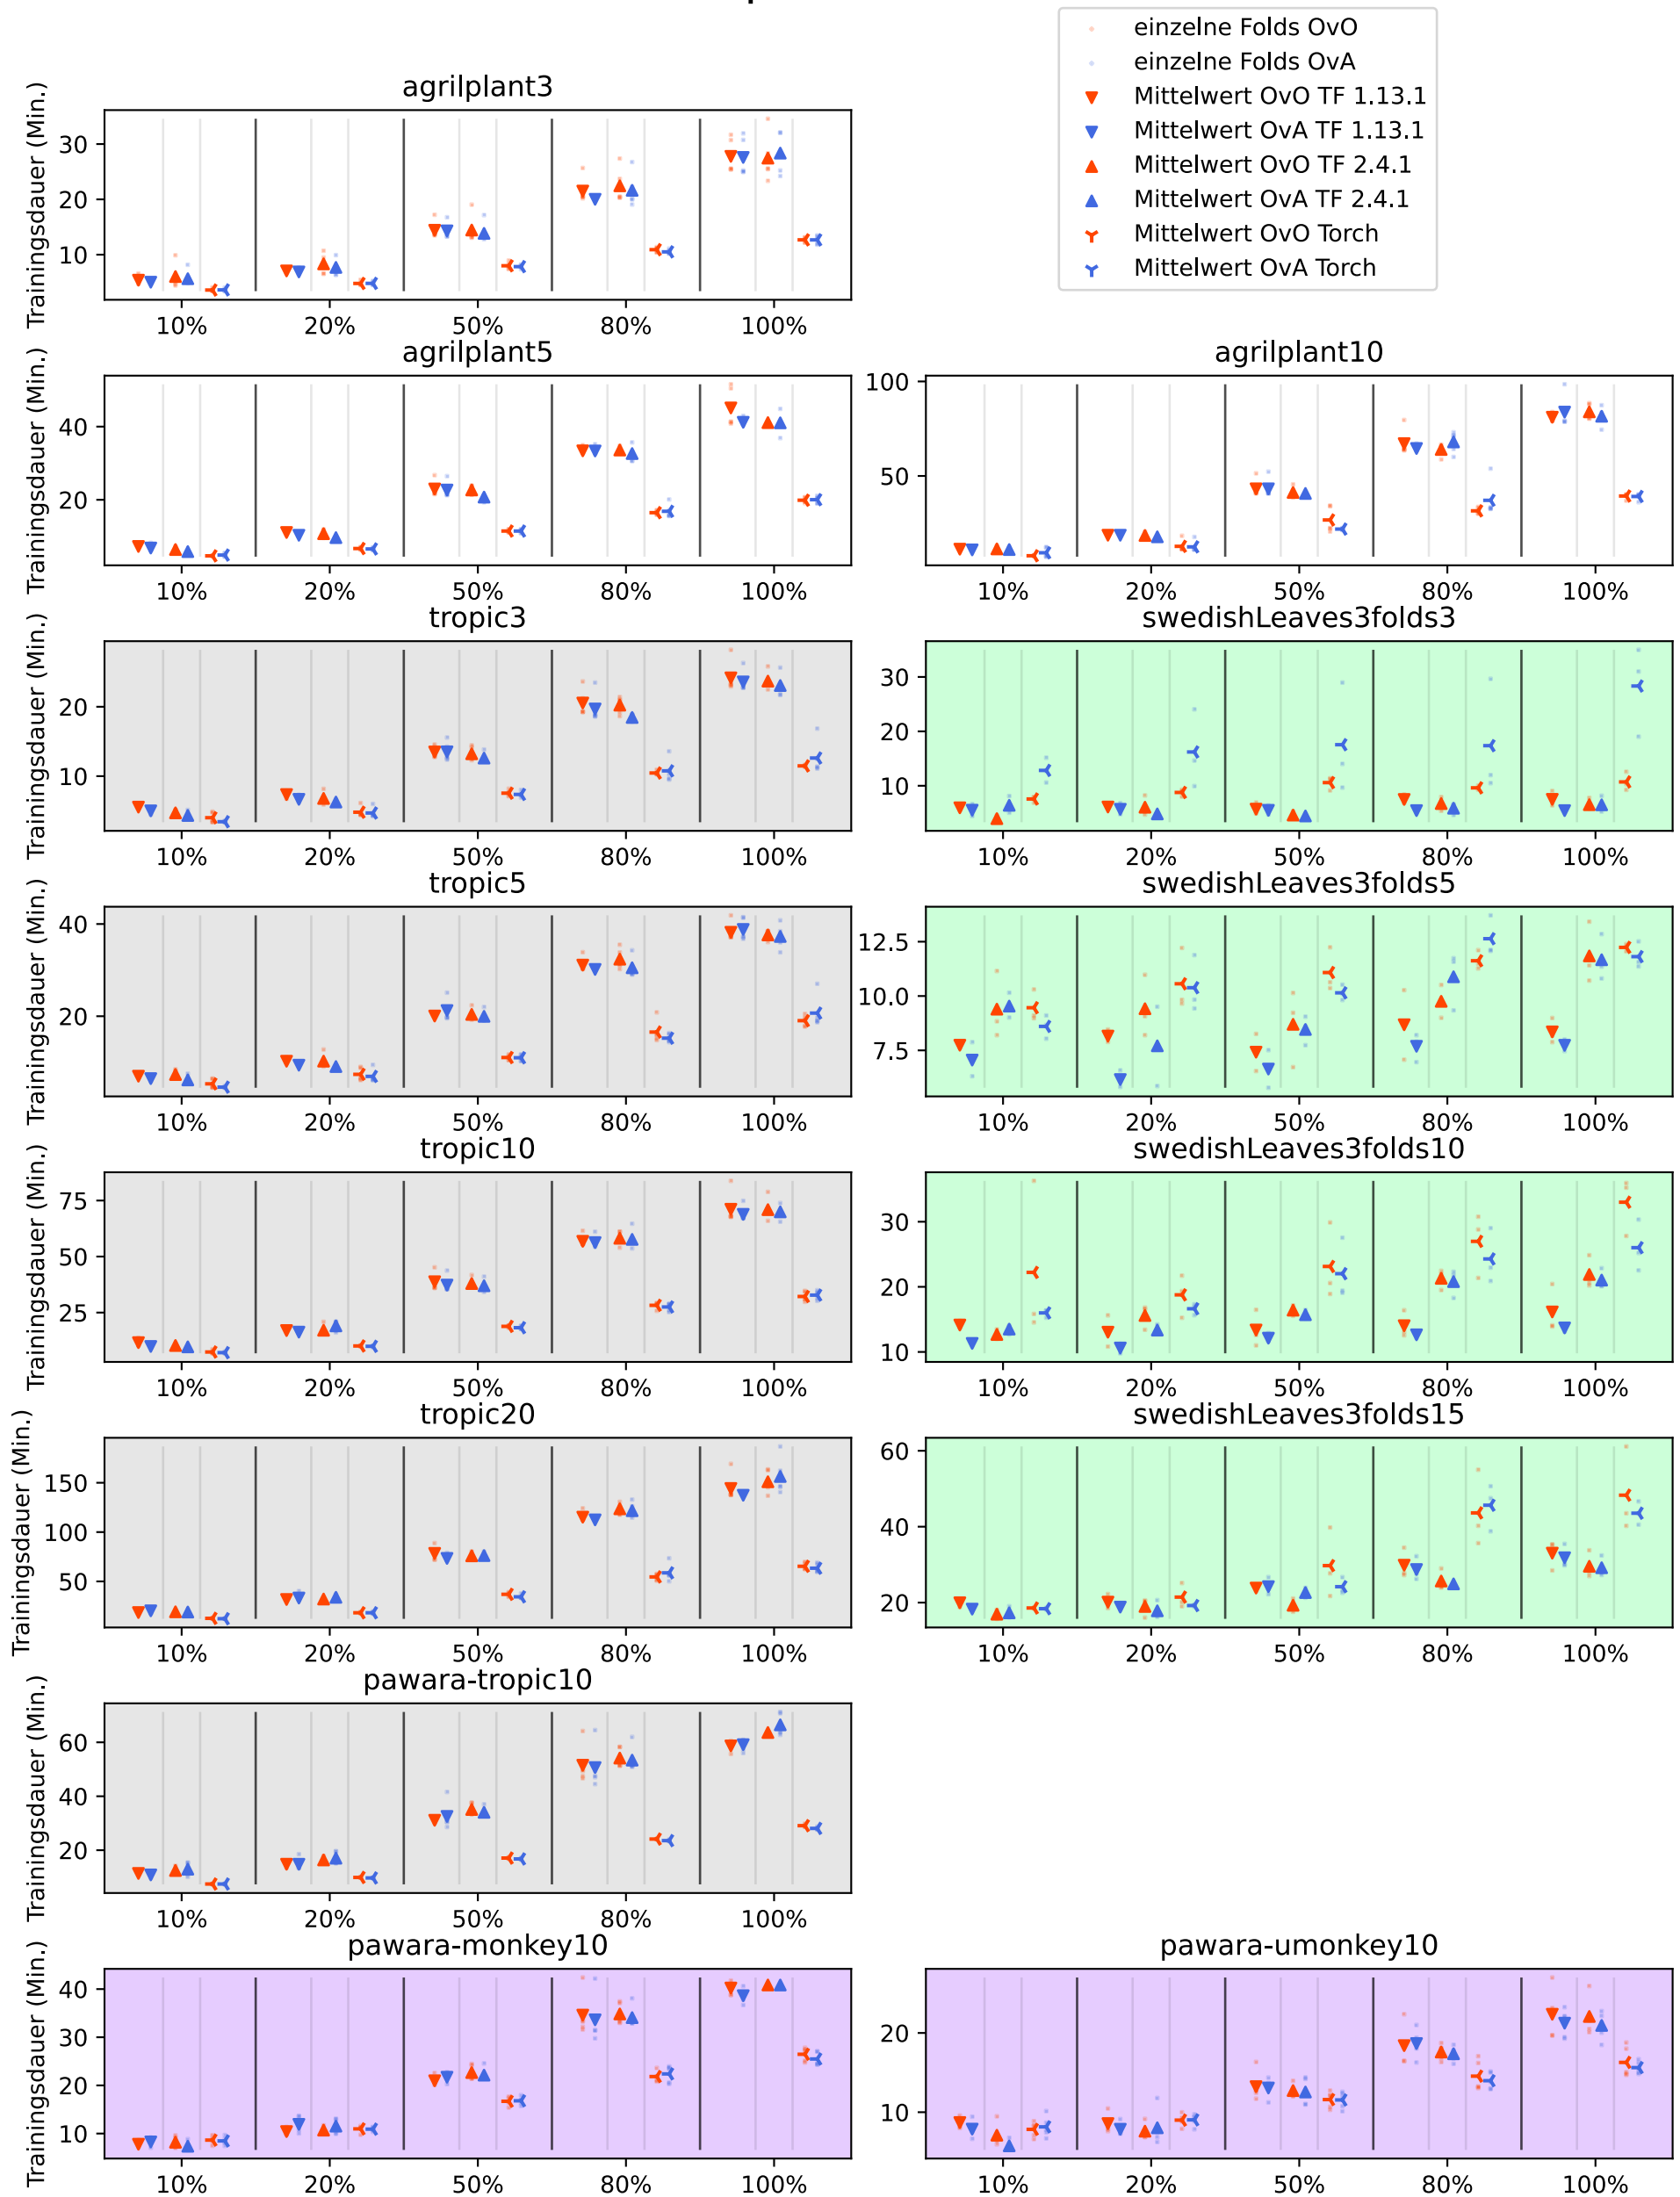 einzelne Folds OvO
einzelne Folds OvA
Mittelwert OvO TF 1.13.1
Mittelwert OvA TF 1.13.1
Mittelwert OvO TF 2.4.1
Mittelwert OvA TF 2.4.1
Mittelwert OvO Torch
Mittelwert OvA Torch
agrilplant3
Trainingsdauer (Min.)
30
20
10
10% 20% 50% 80% 100%
agrilplant5
Trainingsdauer (Min.)
40
20
10% 20% 50% 80% 100%
agrilplant10
100
50
10% 20% 50% 80% 100%
tropic3
Trainingsdauer (Min.)
20
10
10% 20% 50% 80% 100%
swedishLeaves3folds3
30
20
10
10% 20% 50% 80% 100%
tropic5
Trainingsdauer (Min.)
40
20
10% 20% 50% 80% 100%
swedishLeaves3folds5
12.5
10.0
7.5
10% 20% 50% 80% 100%
tropic10
Trainingsdauer (Min.)
75
50
25
10% 20% 50% 80% 100%
swedishLeaves3folds10
30
20
10
10% 20% 50% 80% 100%
tropic20
Trainingsdauer (Min.)
150
100
50
10% 20% 50% 80% 100%
swedishLeaves3folds15
60
40
20
10% 20% 50% 80% 100%
pawara-tropic10
Trainingsdauer (Min.)
60
40
20
10% 20% 50% 80% 100%
pawara-monkey10
Trainingsdauer (Min.)
40
30
20
10
10% 20% 50% 80% 100%
pawara-umonkey10
20
10
10% 20% 50% 80% 100%